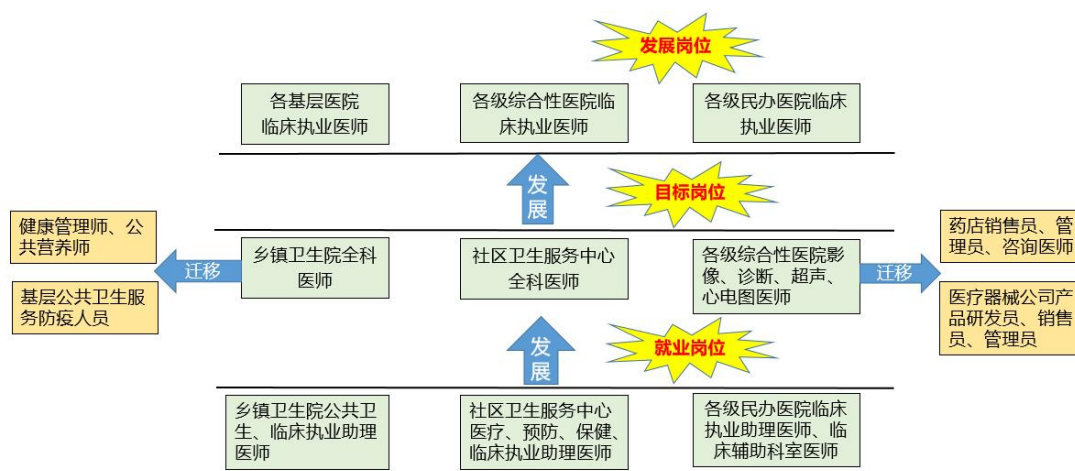 发展岗位
各基层医院
临床执业医师
各级综合性医院临
床执业医师
各级民办医院临床
执业医师
发
展
目标岗位
健康管理师、公
共营养师
基层公共卫生服
务防疫人员
迁移
乡镇卫生院全科
医师
社区卫生服务中心
全科医师
各级综合性医院影
像、诊断、超声、
心电图医师
迁移
药店销售员、管
理员、咨询医师
医疗器械公司产
品研发员、销售
员、管理员
发
展
就业岗位
乡镇卫生院公共卫
生、临床执业助理
医师
社区卫生服务中心
医疗、预防、保健、
临床执业助理医师
各级民办医院临床
执业助理医师、临
床辅助科室医师